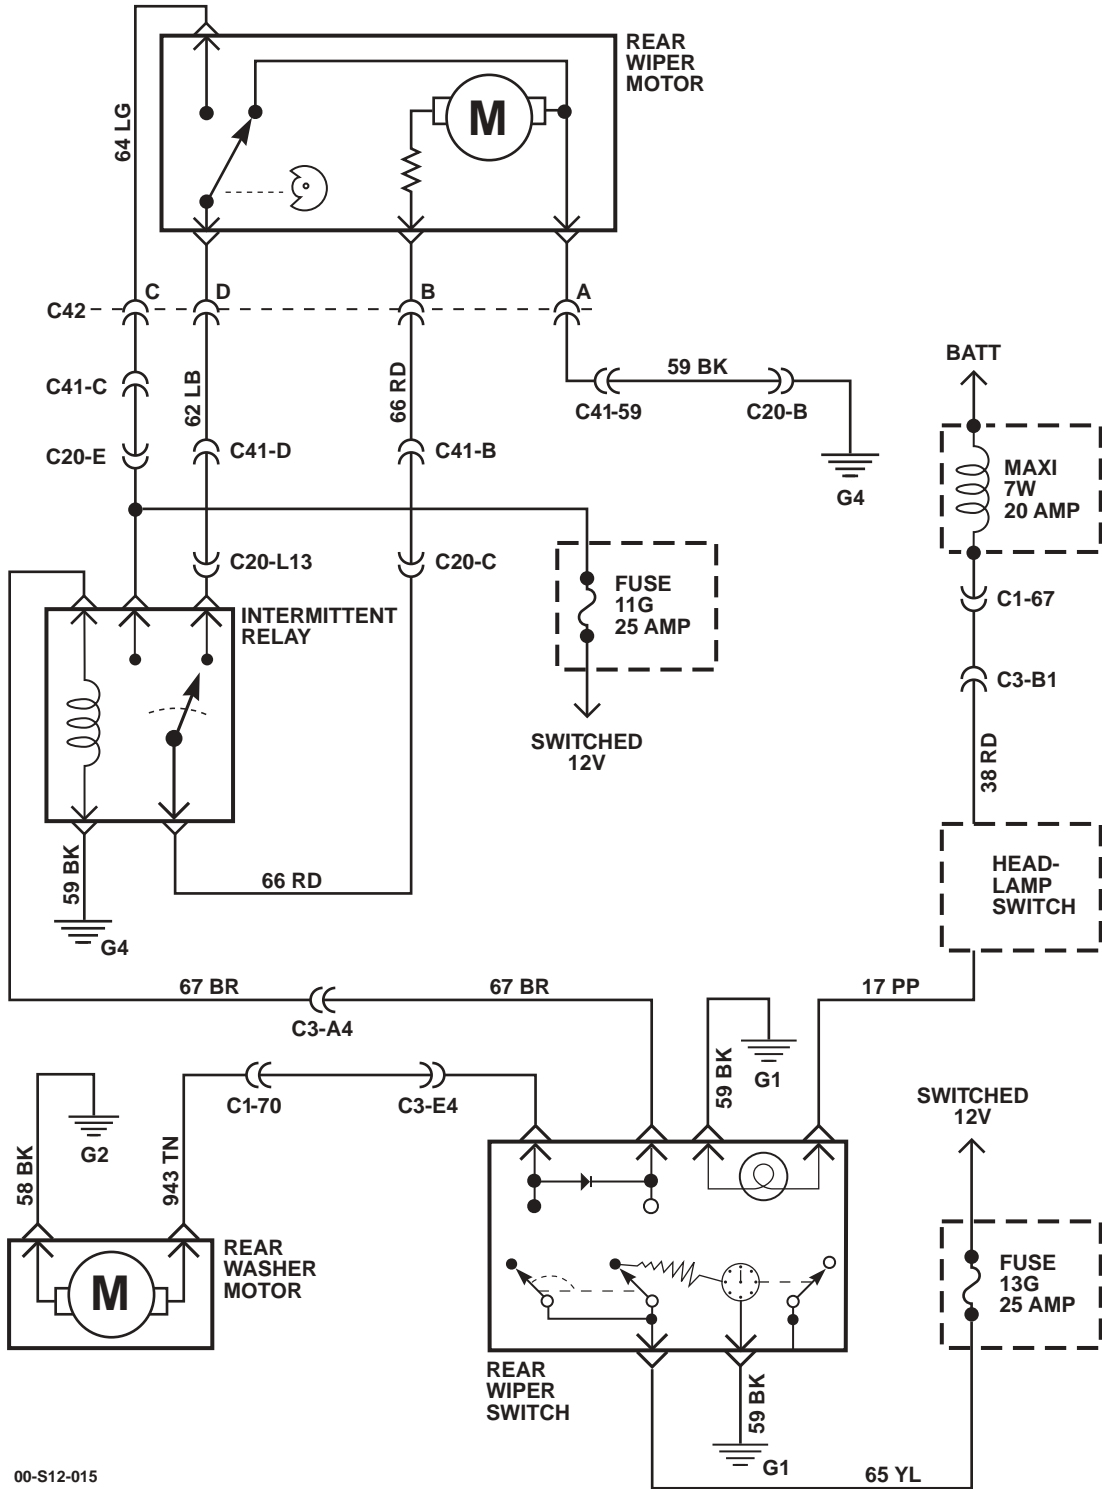 REAR
WIPER
MOTOR
M
64 LG
C42
C
D
B
A
C41-C
62 LB
66 RD
59 BK
C41-59
C20-B
BATT
C20-E
C41-D
C41-B
G4
MAXI
7W
20 AMP
C20-L13
C20-C
FUSE
11G
25 AMP
C1-67
INTERMITTENT
RELAY
C3-B1
SWITCHED
12V
38 RD
59 BK
66 RD
HEAD-
LAMP
SWITCH
G4
67 BR
67 BR
17 PP
C3-A4
59 BK
G1
C1-70
C3-E4
SWITCHED
12V
58 BK
G2
943 TN
M
REAR
WASHER
MOTOR
FUSE
13G
25 AMP
REAR
WIPER
SWITCH
59 BK
G1
65 YL
00-S12-015